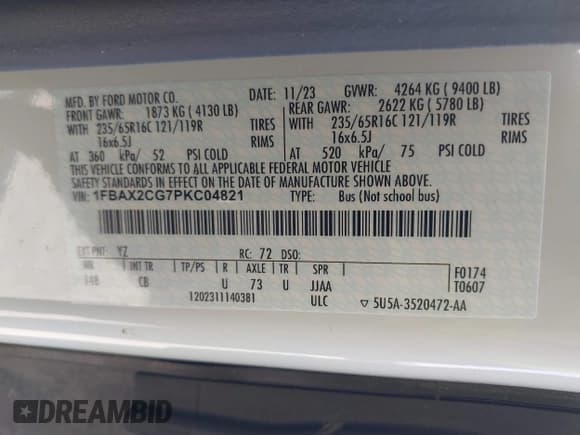 MFD. BY FORD MOTOR CO. DATE: 11/23 GVWR: 4264 KG ( 9400 LB)
FRONT GAWR: 1873 KG ( 4130 LB) REAR GAWR: 2622 KG ( 5780 LB)
WITH 235/65R16C 121/119R TIRES WITH 235/65R16C 121/119R TIRES
16x6.5J RIMS 16x6.5J RIMS
AT 360 kPa/ 52 PSI COLD AT 520 kPa/ 75 PSI COLD
THIS VEHICLE CONFORMS TO ALL APPLICABLE FEDERAL MOTOR VEHICLE
SAFETY STANDARDS IN EFFECT ON THE DATE OF MANUFACTURE SHOWN ABOVE.
VIN: 1FBAX2CG7PKC04821 TYPE: Bus (Not school bus)
EXT PNT: YZ RC: 72 DSO:
WB INT TR TP/PS R AXLE TR SPR F0174
148 CB U 73 U JJAA T0607
1202311140381 ULC ▽ 5U5A-3520472-AA
DREAMBID